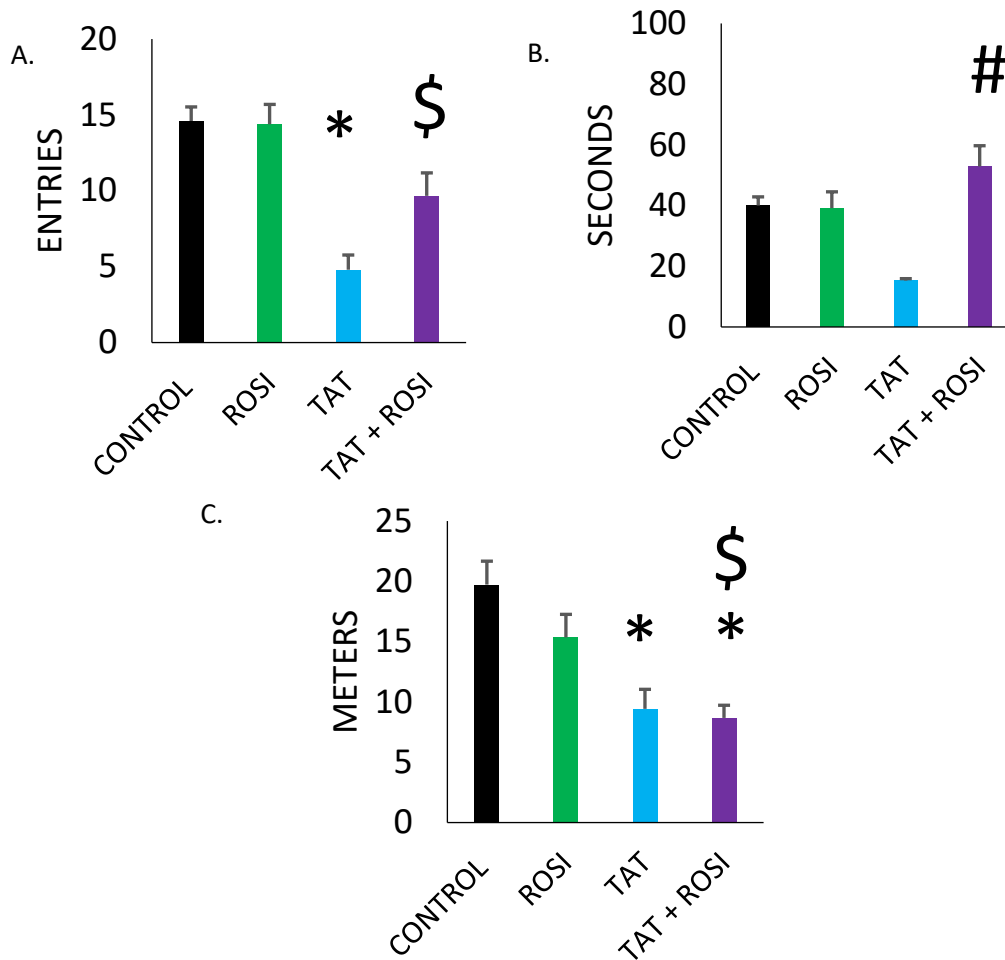 A.
ENTRIES
20
15
10
5
0
*
$
CONTROL
ROSI
TAT
TAT + ROSI
B.
SECONDS
100
80
60
40
20
0
#
CONTROL
ROSI
TAT
TAT + ROSI
C.
METERS
25
20
15
10
5
0
*
$
*
CONTROL
ROSI
TAT
TAT + ROSI